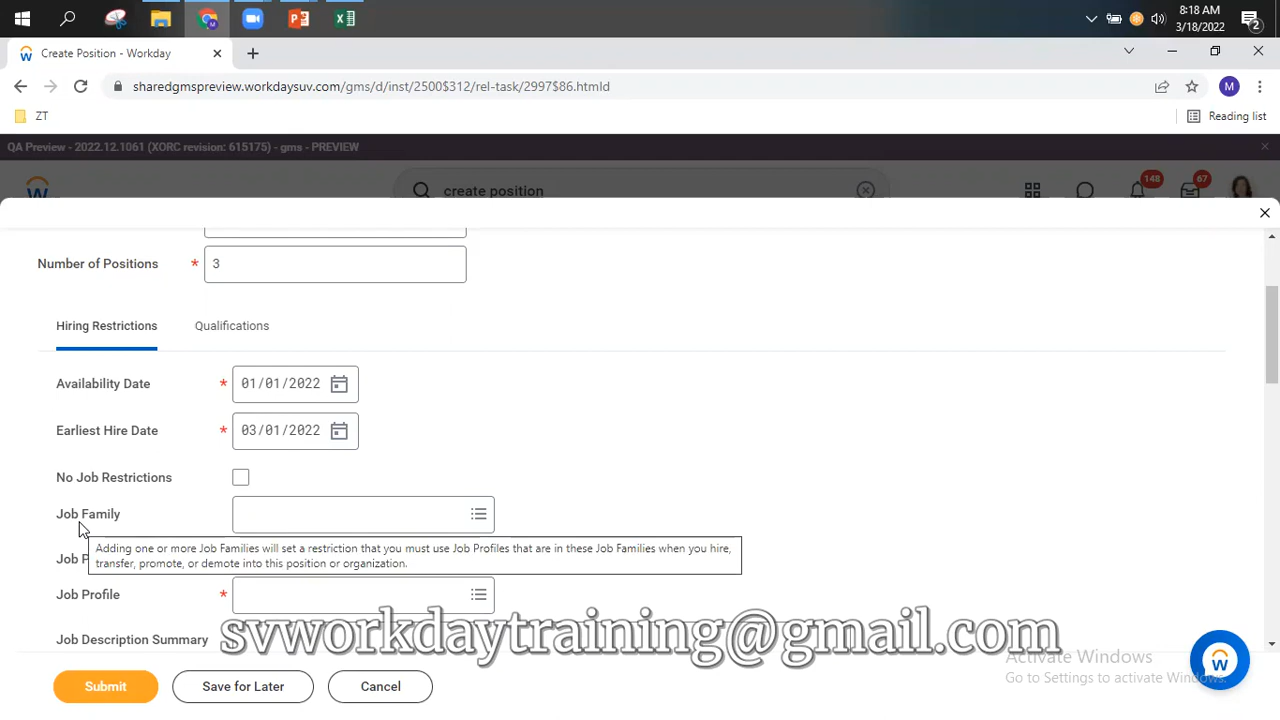 8:18 AM
3/18/2022
2
Create Position - Workday
sharedgmspreview.workdaysuv.com/gms/d/inst/2500$312/rel-task/2997$86.htmld
M
ZT
Reading list
QA Preview - 2022.12.1061 (XORC revision: 615175) - gms - PREVIEW
create position
148
67
Number of Positions * 3
Hiring Restrictions Qualifications
Availability Date * 01/01/2022
Earliest Hire Date * 03/01/2022
No Job Restrictions
Job Family
Adding one or more Job Families will set a restriction that you must use Job Profiles that are in these Job Families when you hire,
transfer, promote, or demote into this position or organization.
Job P
Job Profile *
Job Description Summary
svworkdaytraining@gmail.com
Activate Windows
Go to Settings to activate Windows.
Submit Save for Later Cancel